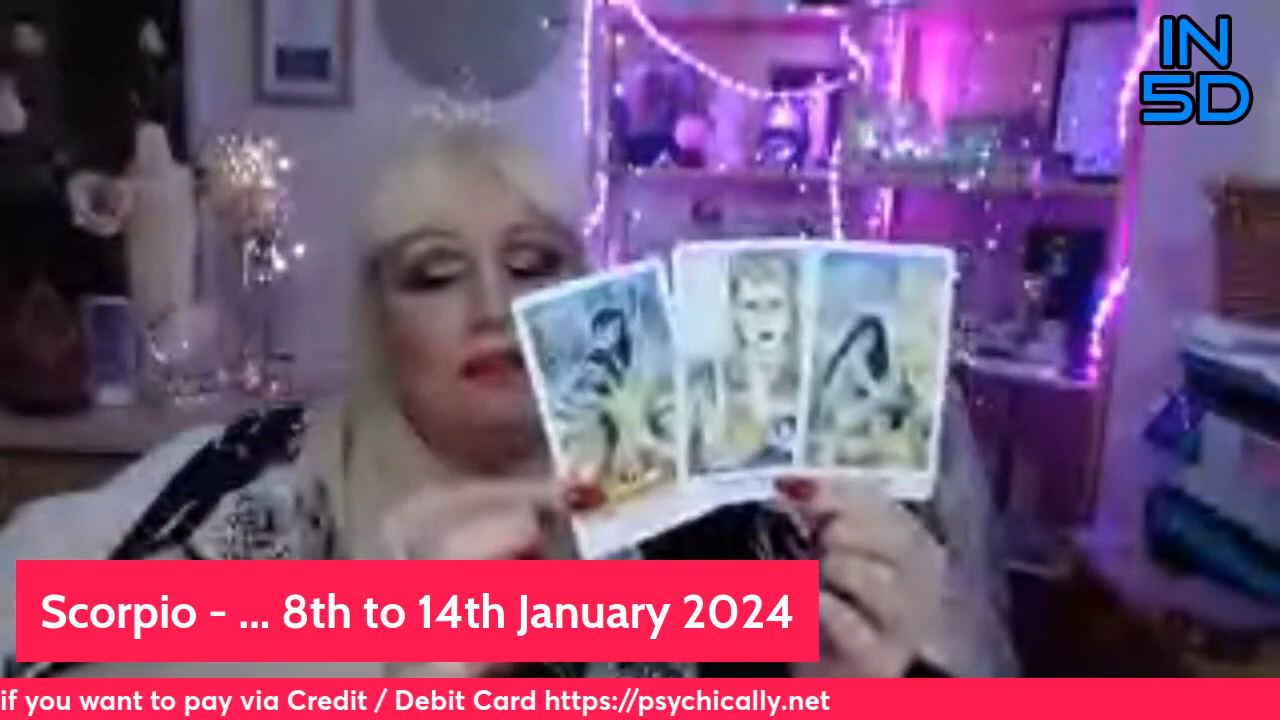 IN
5D
Scorpio - ... 8th to 14th January 2024
if you want to pay via Credit / Debit Card https://psychically.net